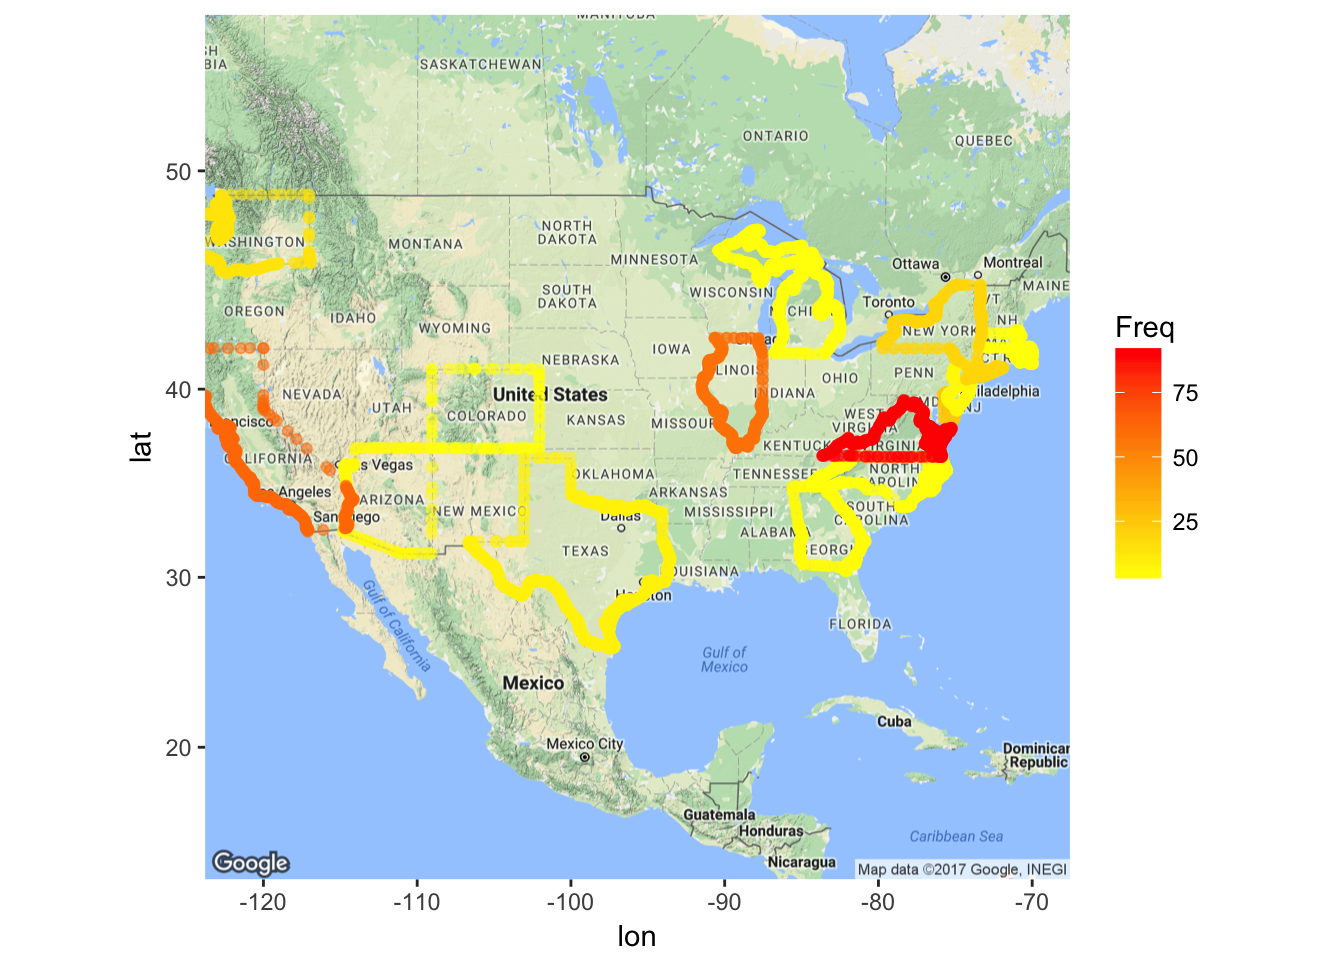 MANITOBA
SH
BIA
SASKATCHEWAN
ONTARIO
QUEBEC
50
NORTH
DAKOTA
WASHINGTON
MONTANA
MINNESOTA
Ottawa
Montreal
MAINE
SOUTH
DAKOTA
WISCONSIN
Toronto
VT
OREGON
IDAHO
NH
WYOMING
NEW YORK
Freq
IOWA
NEBRASKA
OHIO
PENN
40
NEVADA
UTAH
United States
INDIANA
iladelphia
COLORADO
KANSAS
MISSOUR
WEST
VIRGINIA
MD
NJ
ncisco
CALIFORNIA
KENTUCK
VIRGINIA
75
s Vegas
OKLAHOMA
TENNESSEE
NORTH
CAROLIN
50
Angeles
ARIZONA
ARKANSAS
San Diego
NEW MEXICO
Dallas
MISSISSIPPI
SOUTH
CAROLINA
25
ALABAMA
TEXAS
GEORGI
30
OUISIANA
Houston
FLORIDA
Gulf of California
Gulf of
Mexico
Mexico
Cuba
20
Mexico City
Dominican
Republic
Guatemala
Honduras
Caribbean Sea
Nicaragua
Google
Map data ©2017 Google, INEGI
-120
-110
-100
-90
-80
-70
lon
lat